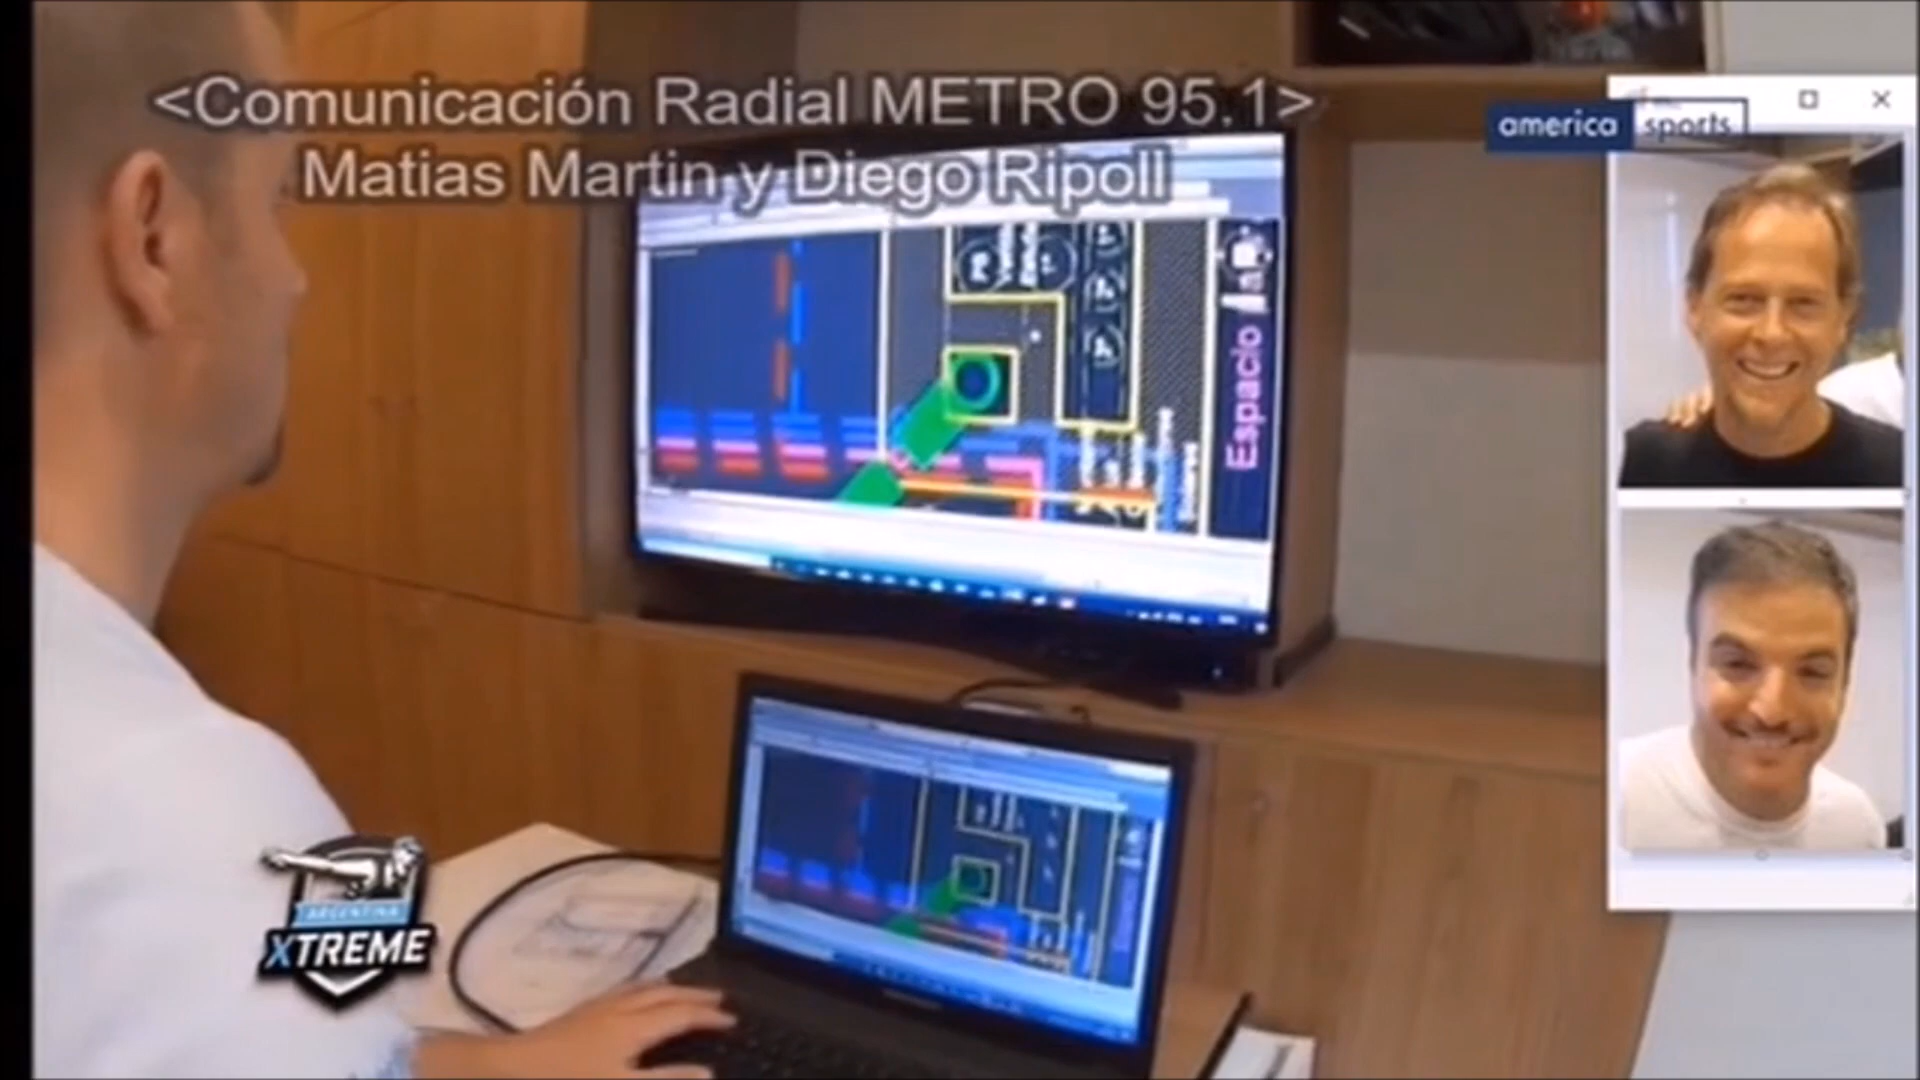 <Comunicación Radial METRO 95.1>
Matias Martin y Diego Ripoll
america sports
Espacio
ARGENTINA
XTREME